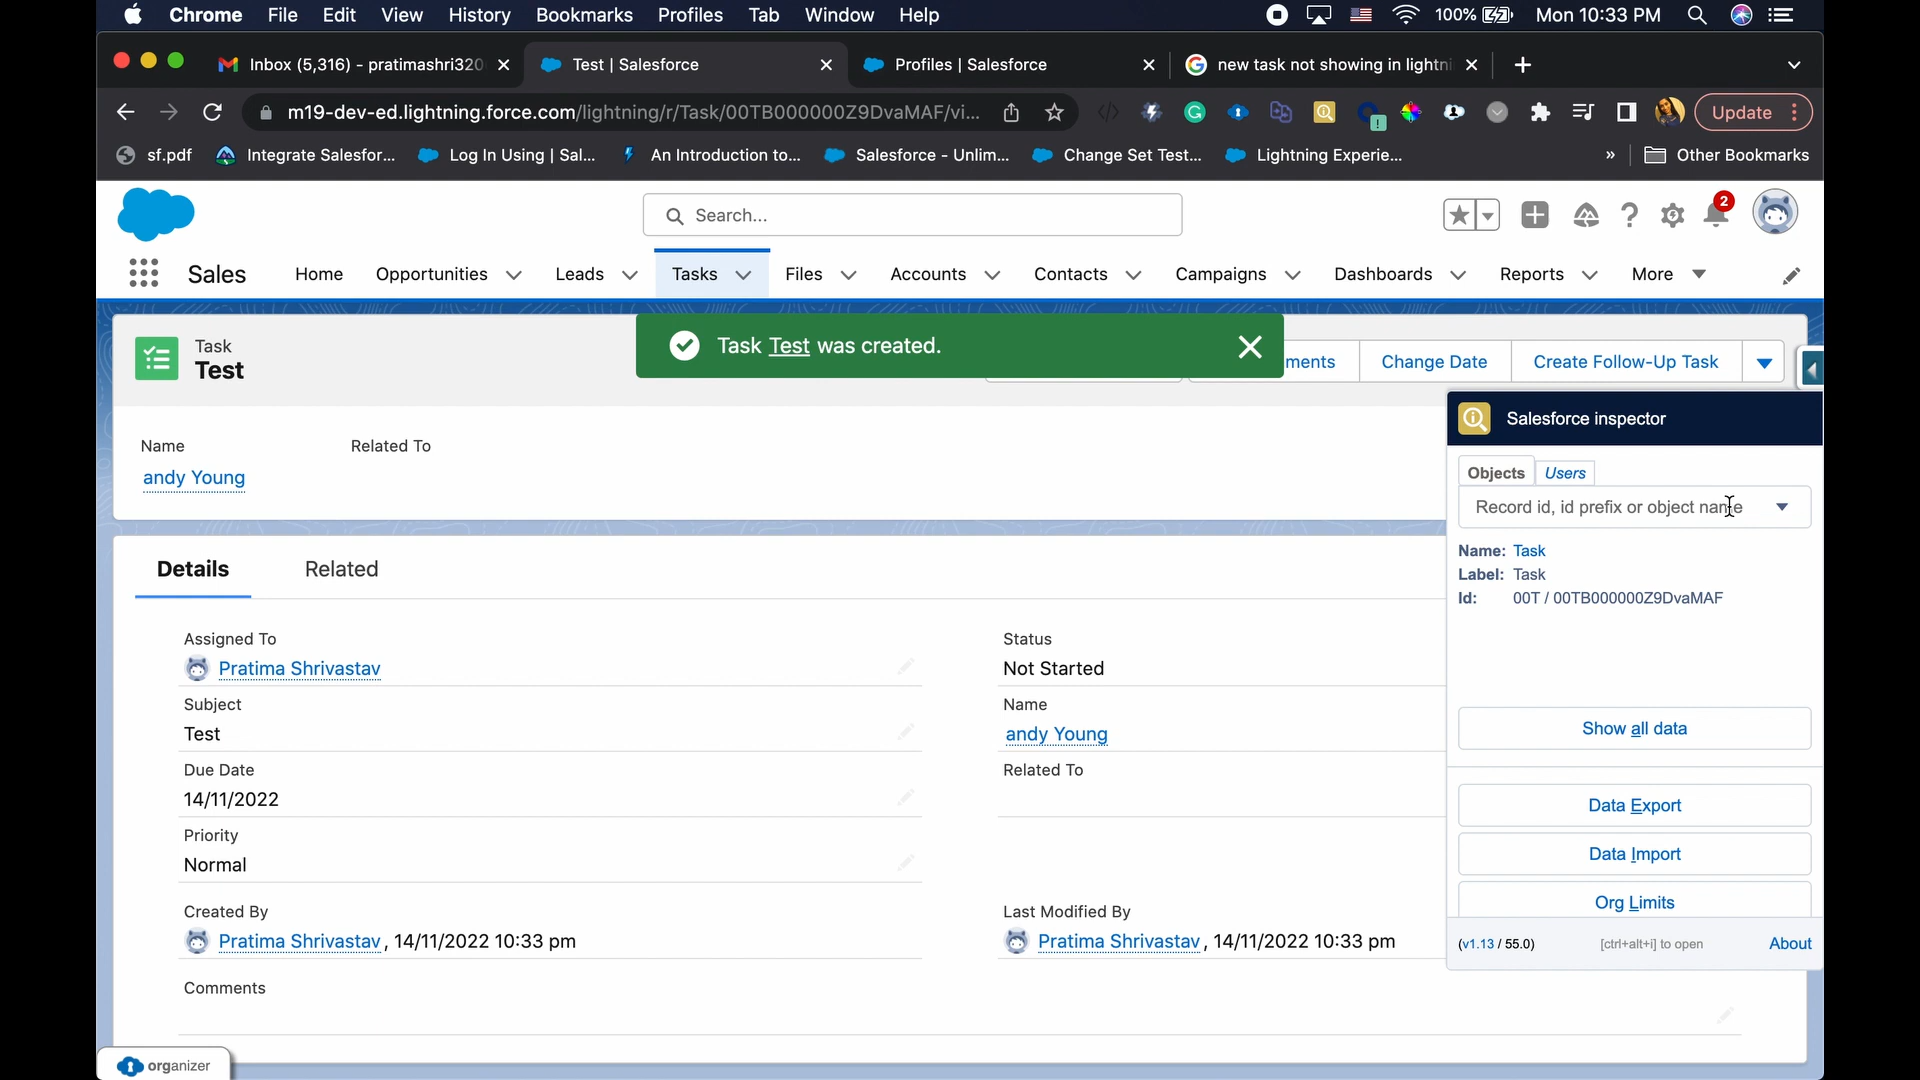 Chrome File Edit View History Bookmarks Profiles Tab Window Help 100% Mon 10:33 PM
Inbox (5,316) - pratimashri320 Test | Salesforce Profiles | Salesforce new task not showing in lightni
m19-dev-ed.lightning.force.com/lightning/r/Task/00TB000000Z9DvaMAF/vi... Update
sf.pdf Integrate Salesfor... Log In Using | Sal... An Introduction to... Salesforce - Unlim... Change Set Test... Lightning Experie... » Other Bookmarks
Search... 2
Sales Home Opportunities Leads Tasks Files Accounts Contacts Campaigns Dashboards Reports More
Task
Test
Task Test was created.
ments Change Date Create Follow-Up Task
Salesforce inspector
Name Related To
andy Young
Objects Users
Record id, id prefix or object name
Name: Task
Label: Task
Id: 00T / 00TB000000Z9DvaMAF
Show all data
Data Export
Data Import
Org Limits
(v1.13 / 55.0) [ctrl+alt+i] to open About
Details Related
Assigned To Status
Pratima Shrivastav Not Started
Subject Name
Test andy Young
Due Date Related To
14/11/2022
Priority
Normal
Created By Last Modified By
Pratima Shrivastav, 14/11/2022 10:33 pm Pratima Shrivastav, 14/11/2022 10:33 pm
Comments
organizer